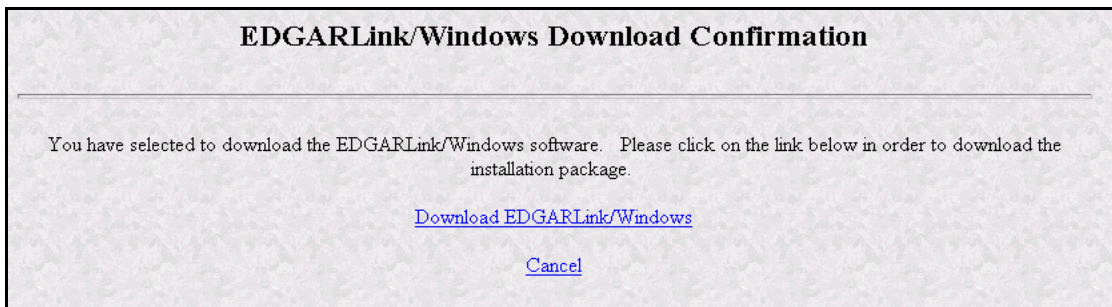 EDGARLink/Windows Download Confirmation
You have selected to download the EDGARLink/Windows software. Please click on the link below in order to download the
installation package.
Download EDGARLink/Windows
Cancel